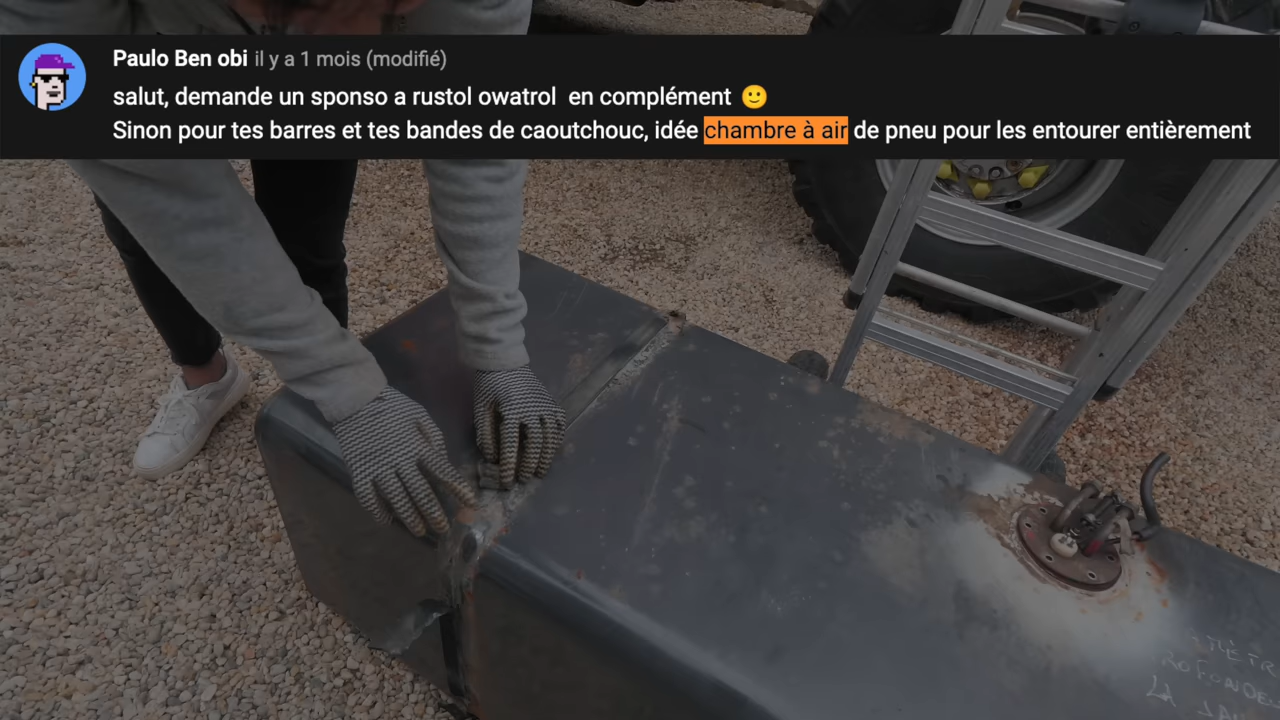 Paulo Ben obi il y a 1 mois (modifié)
salut, demande un sponso a rustol owatrol en complément 🙂
Sinon pour tes barres et tes bandes de caoutchouc, idée chambre à air de pneu pour les entourer entièrement
LA